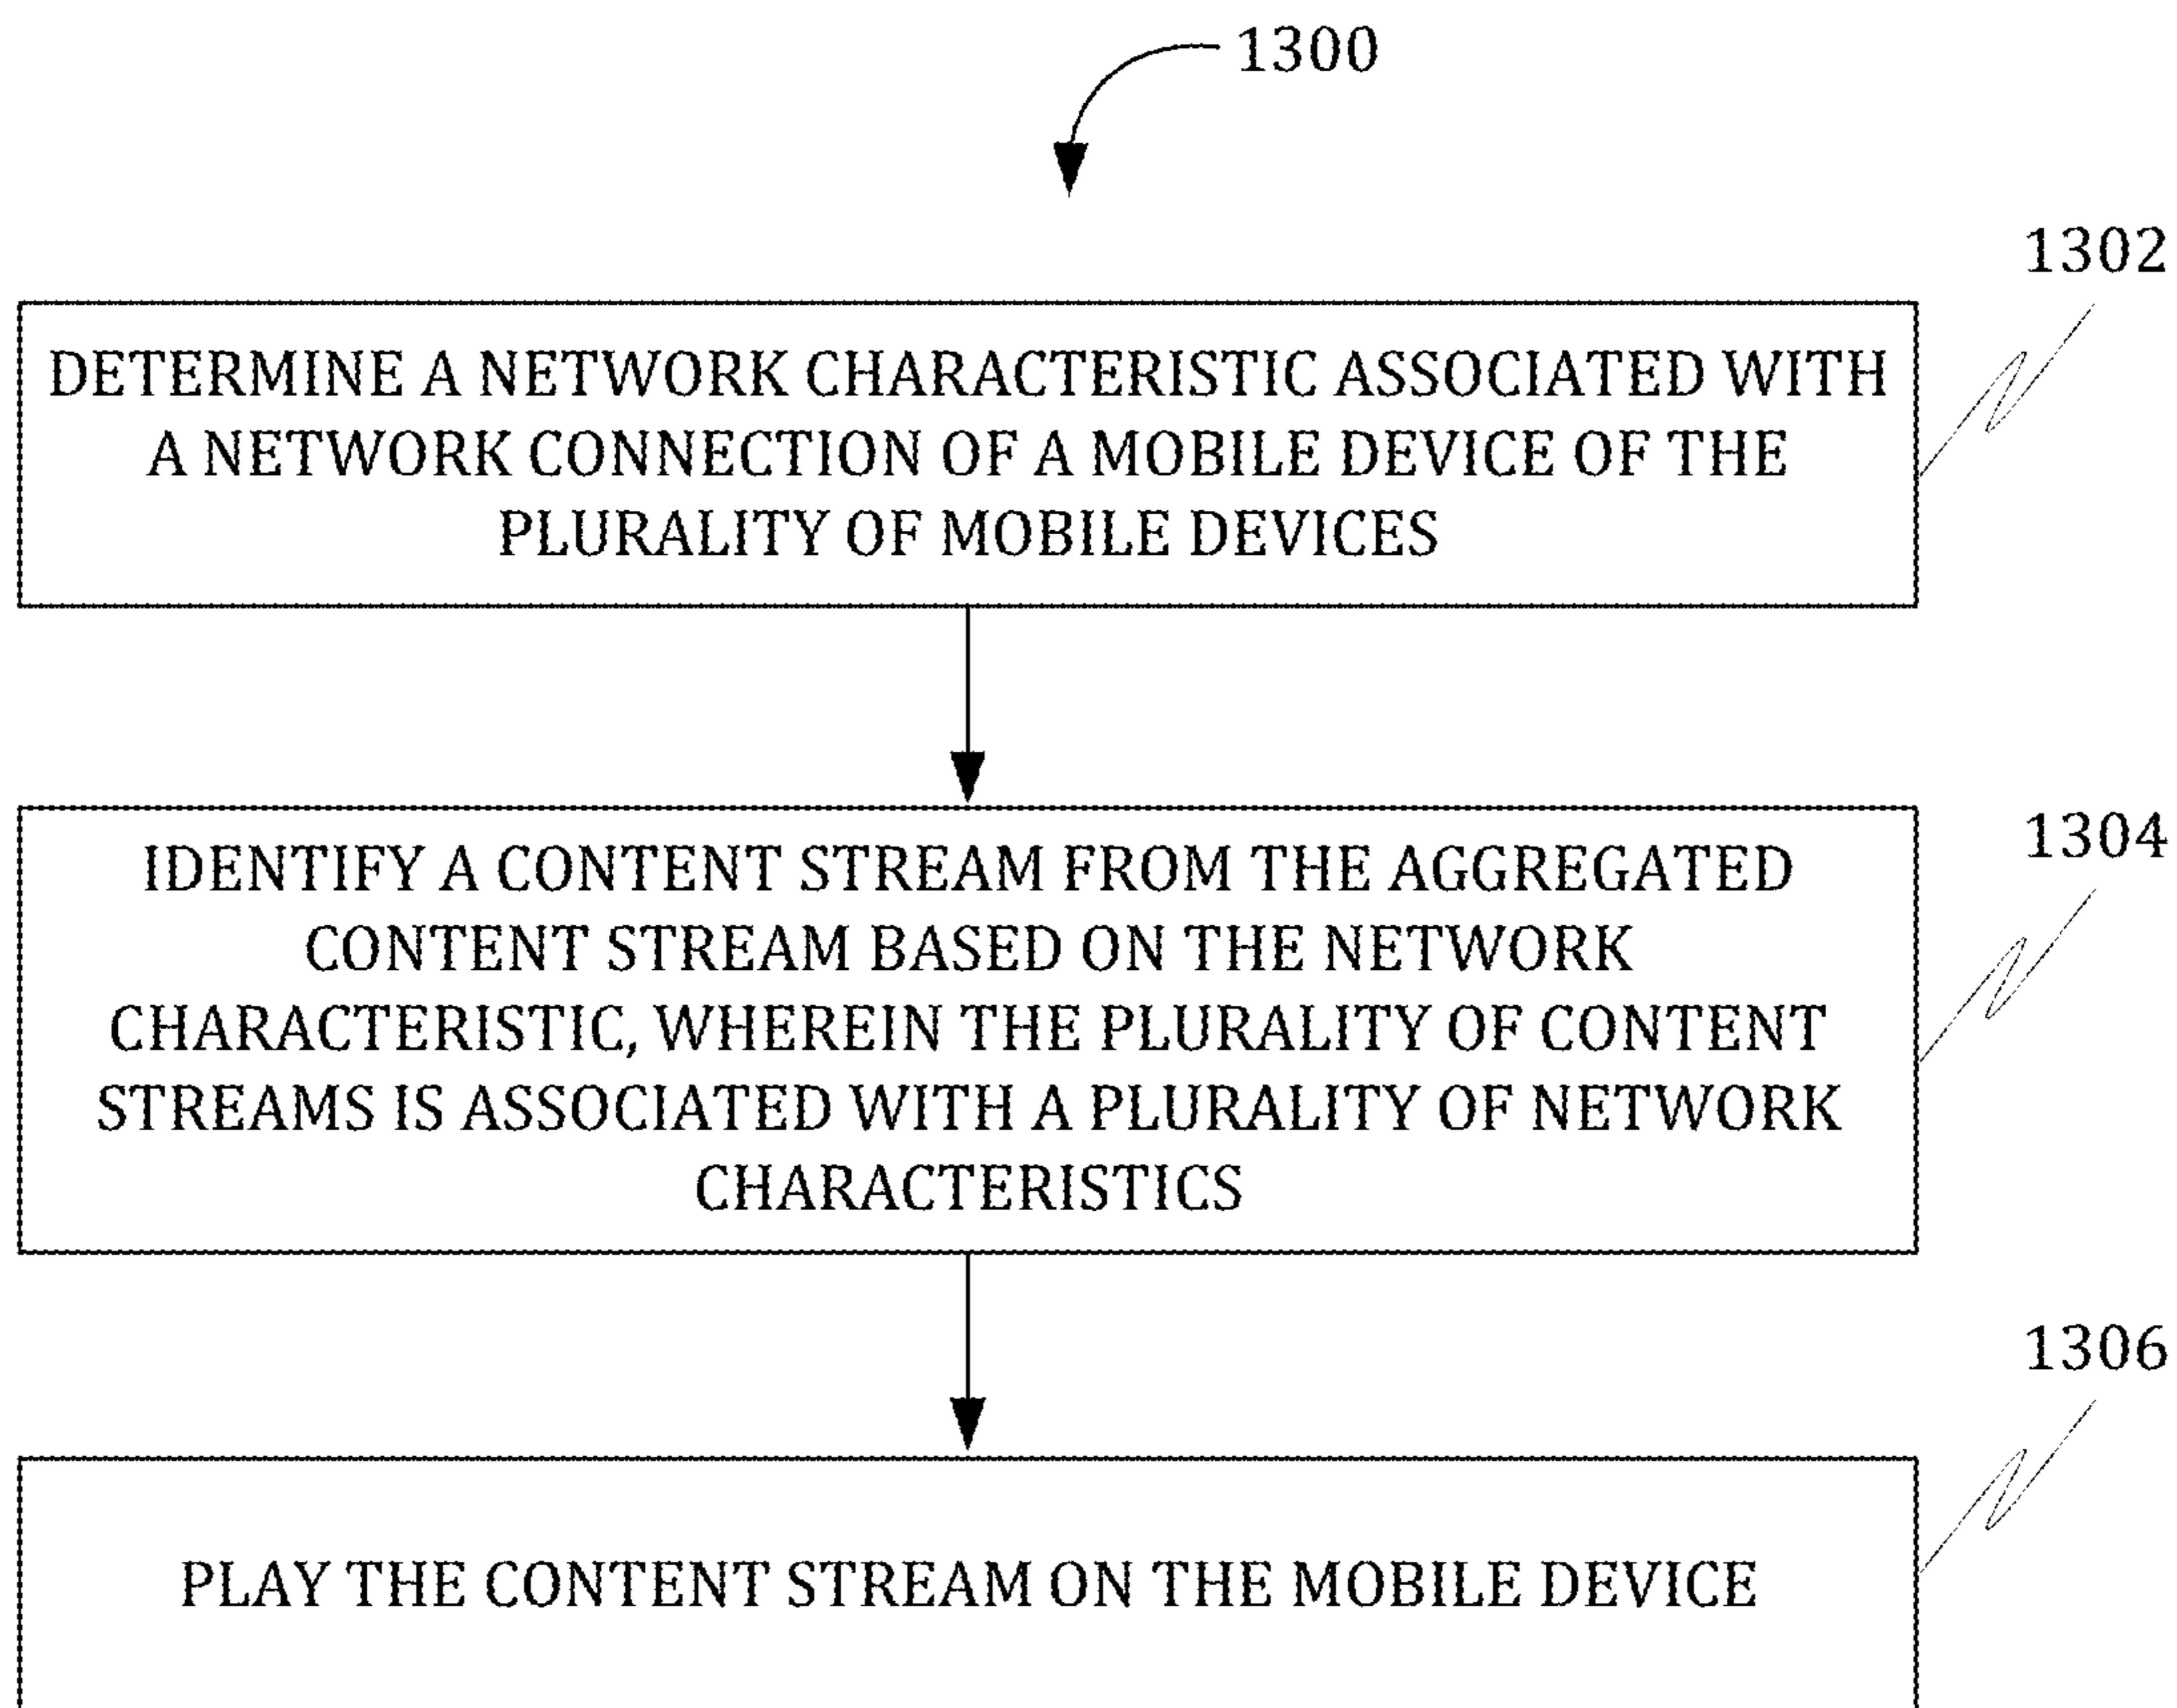 1300
1302
DETERMINE A NETWORK CHARACTERISTIC ASSOCIATED WITH
A NETWORK CONNECTION OF A MOBILE DEVICE OF THE
PLURALITY OF MOBILE DEVICES
1304
IDENTIFY A CONTENT STREAM FROM THE AGGREGATED
CONTENT STREAM BASED ON THE NETWORK
CHARACTERISTIC, WHEREIN THE PLURALITY OF CONTENT
STREAMS IS ASSOCIATED WITH A PLURALITY OF NETWORK
CHARACTERISTICS
1306
PLAY THE CONTENT STREAM ON THE MOBILE DEVICE